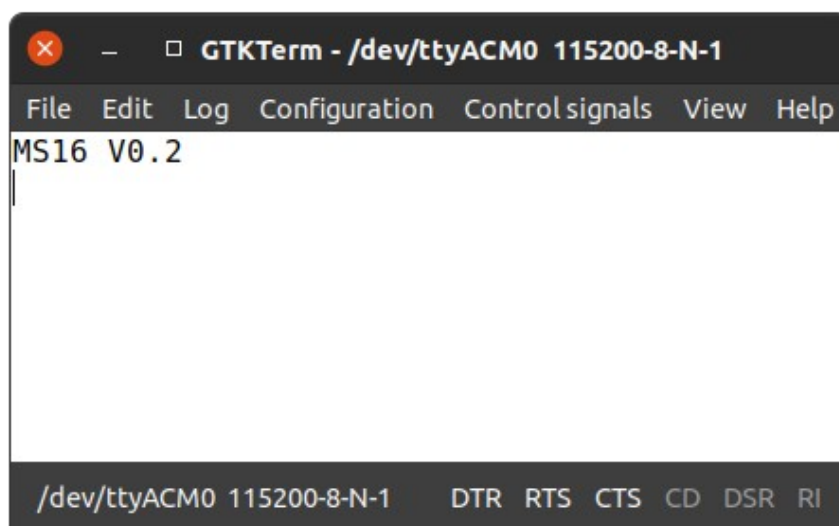 GTKTerm - /dev/ttyACM0 115200-8-N-1
File Edit Log Configuration Control signals View Help
MS16 V0.2
/dev/ttyACM0 115200-8-N-1 DTR RTS CTS CD DSR RI